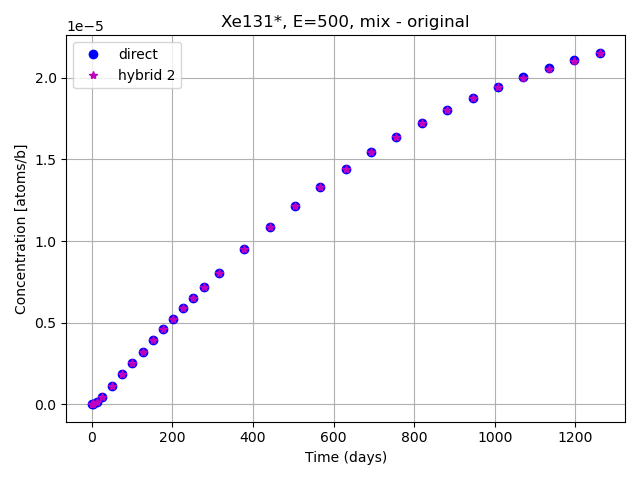 Xe131*, E=500, mix - original
1e−5
direct
hybrid 2
2.0
1.5
1.0
0.5
0.0
Concentration [atoms/b]
0 200 400 600 800 1000 1200
Time (days)